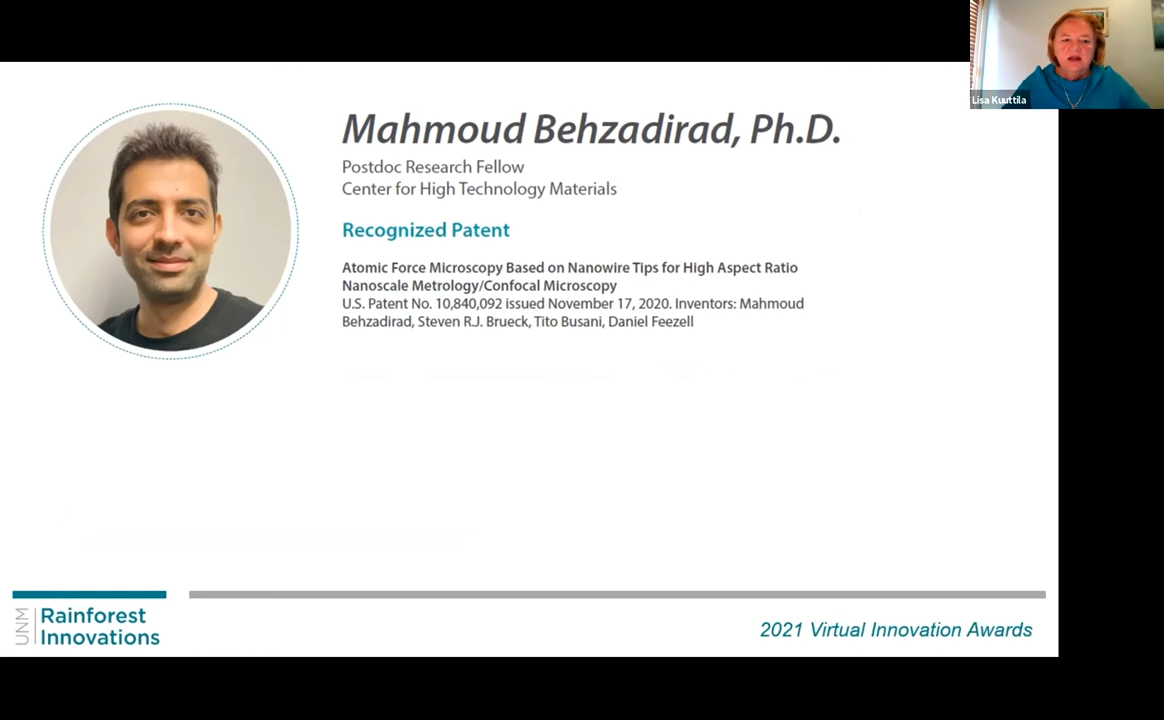 Lisa Kuuttila
Mahmoud Behzadirad, Ph.D.
Postdoc Research Fellow
Center for High Technology Materials
Recognized Patent
Atomic Force Microscopy Based on Nanowire Tips for High Aspect Ratio
Nanoscale Metrology/Confocal Microscopy
U.S. Patent No. 10,840,092 issued November 17, 2020. Inventors: Mahmoud
Behzadirad, Steven R.J. Brueck, Tito Busani, Daniel Feezell
UNM
Rainforest
Innovations
2021 Virtual Innovation Awards